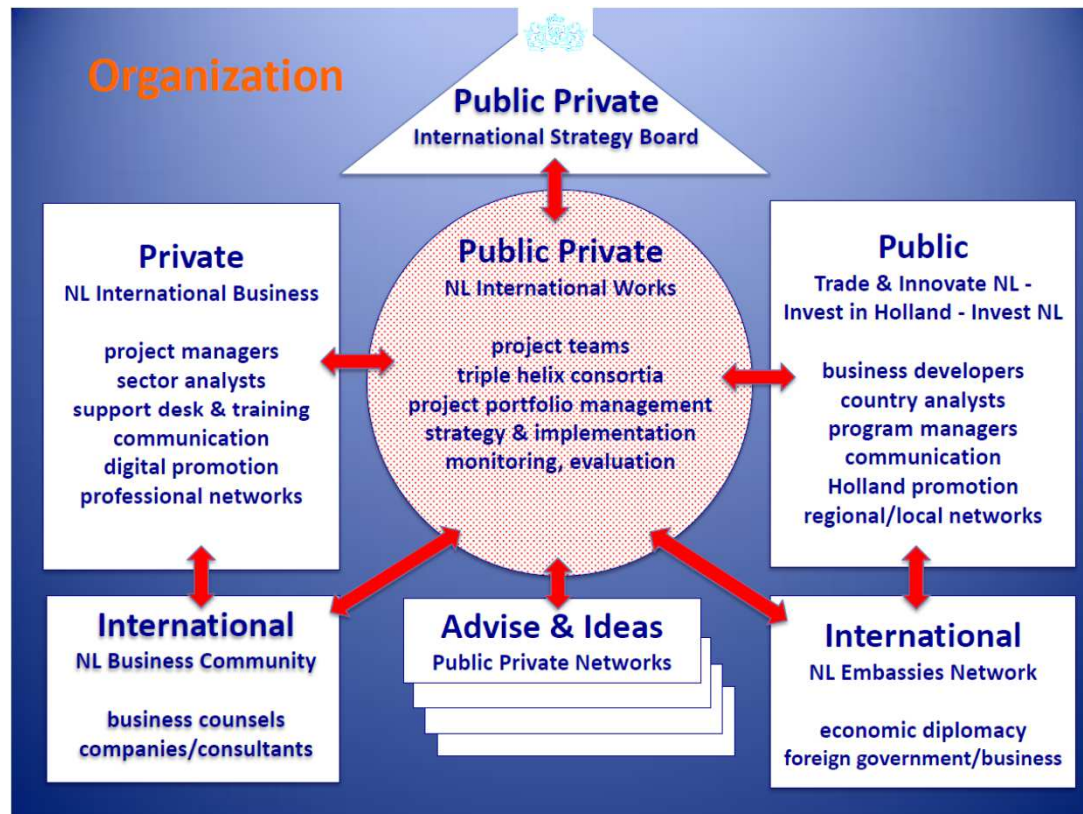 Organization
Public Private
International Strategy Board
Private
NL International Business
project managers
sector analysts
support desk & training
communication
digital promotion
professional networks
Public Private
NL International Works
project teams
triple helix consortia
project portfolio management
strategy & implementation
monitoring, evaluation
Public
Trade & Innovate NL -
Invest in Holland - Invest NL
business developers
country analysts
program managers
communication
Holland promotion
regional/local networks
International
NL Business Community
business counsels
companies/consultants
Advise & Ideas
Public Private Networks
International
NL Embassies Network
economic diplomacy
foreign government/business